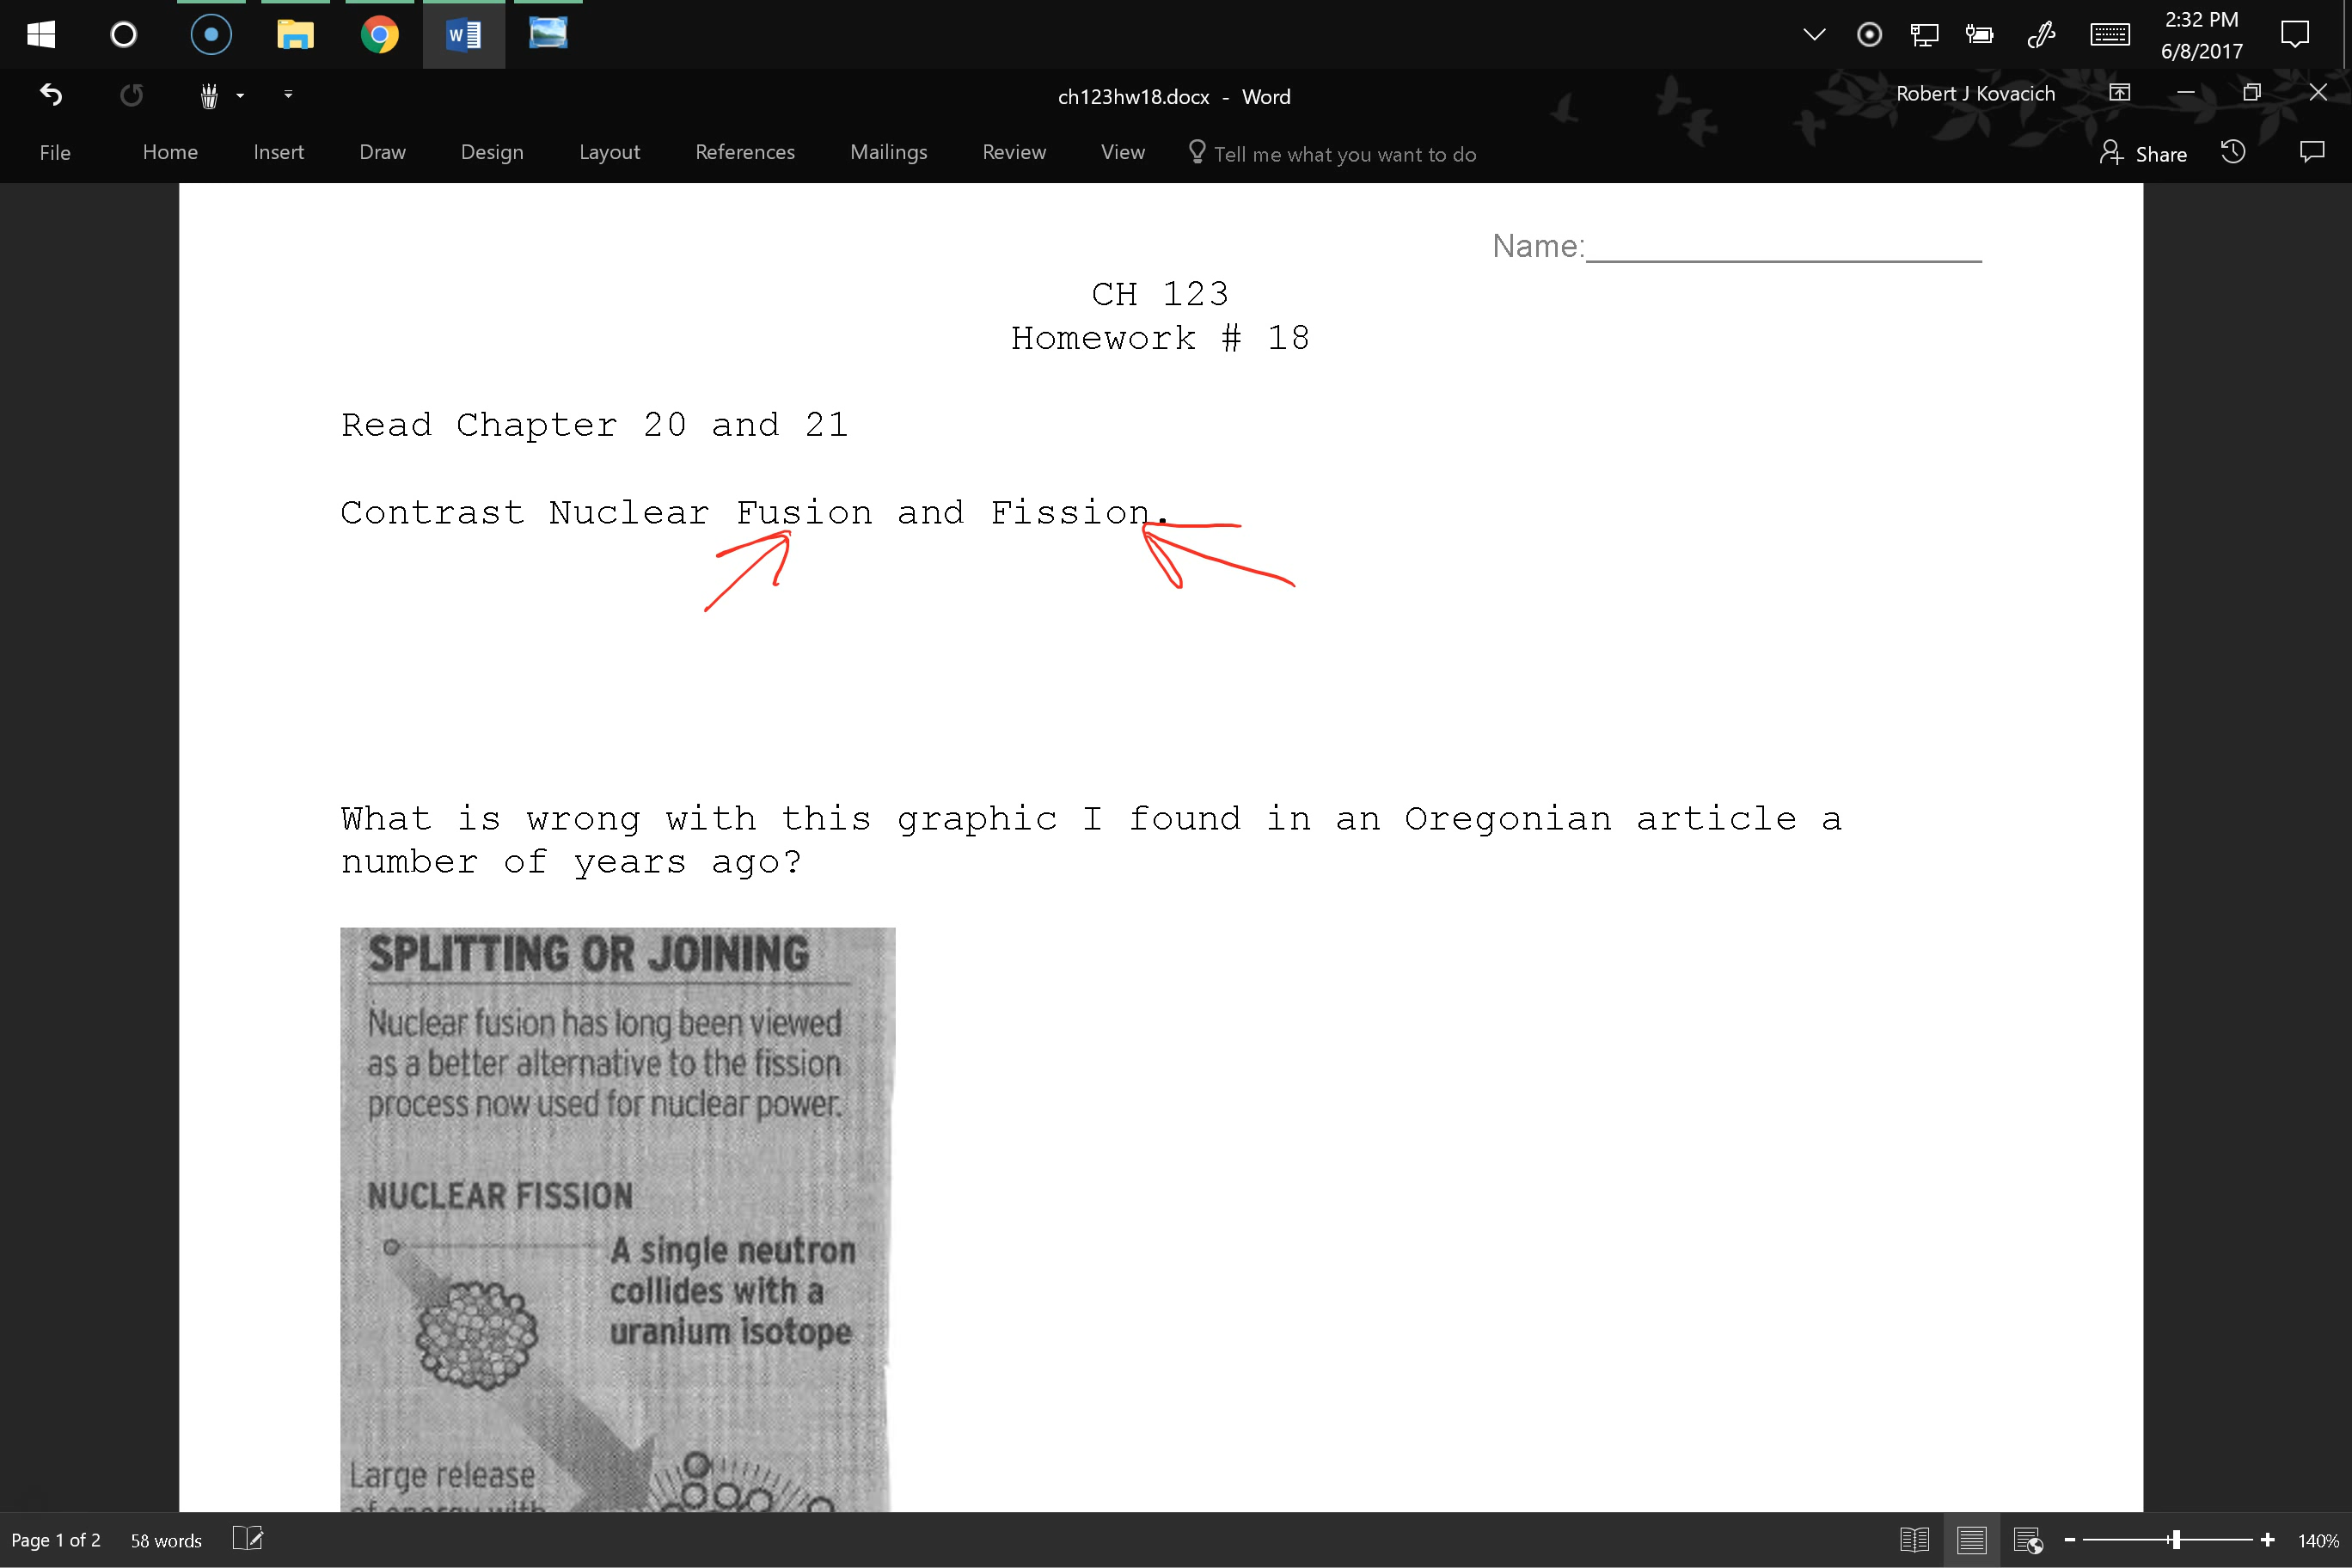 2:32 PM
6/8/2017
ch123hw18.docx - Word
Robert J Kovacich
File Home Insert Draw Design Layout References Mailings Review View Tell me what you want to do Share
Name:
CH 123
Homework # 18
Read Chapter 20 and 21
Contrast Nuclear Fusion and Fission.
What is wrong with this graphic I found in an Oregonian article a
number of years ago?
SPLITTING OR JOINING
Nuclear fusion has long been viewed
as a better alternative to the fission
process now used for nuclear power.
NUCLEAR FISSION
A single neutron
collides with a
uranium isotope
Large release
of energy with
Page 1 of 2 58 words 140%